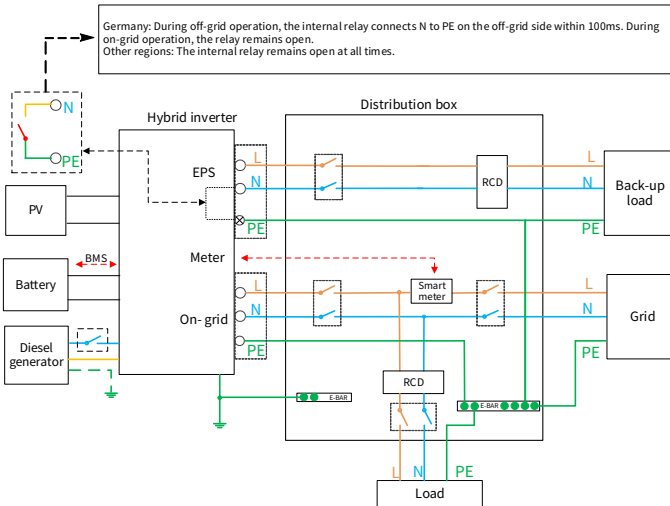 Germany: During off-grid operation, the internal relay connects N to PE on the off-grid side within 100ms. During
on-grid operation, the relay remains open.
Other regions: The internal relay remains open at all times.
N
PE
Hybrid inverter
Distribution box
EPS
L
N
PE
RCD
L
N
PE
Back-up
load
PV
BMS
Battery
Meter
Smart
meter
On- grid
L
N
PE
L
N
PE
Grid
Diesel
generator
RCD
E-BAR
E-BAR
L
N
PE
Load